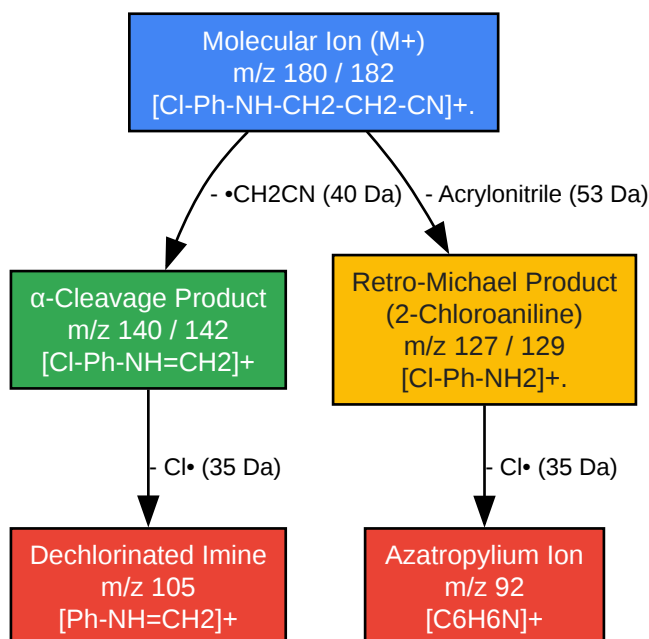 Molecular Ion (M+)
m/z 180 / 182
[Cl-Ph-NH-CH2-CH2-CN]+.
- •CH2CN (40 Da)
- Acrylonitrile (53 Da)
α-Cleavage Product
m/z 140 / 142
[Cl-Ph-NH=CH2]+
Retro-Michael Product
(2-Chloroaniline)
m/z 127 / 129
[Cl-Ph-NH2]+.
- Cl• (35 Da)
- Cl• (35 Da)
Dechlorinated Imine
m/z 105
[Ph-NH=CH2]+
Azatropylium Ion
m/z 92
[C6H6N]+